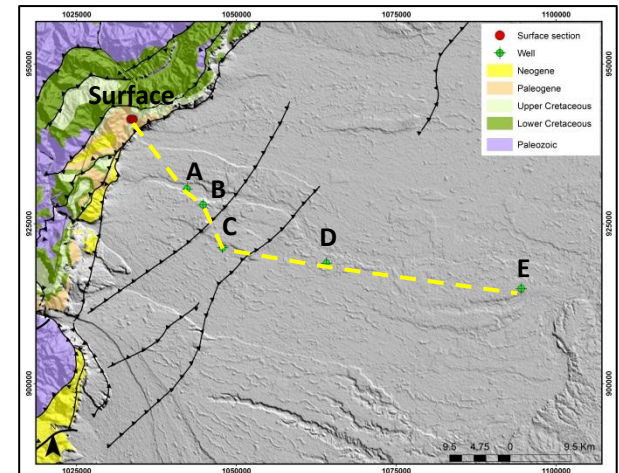 1025000 1050000 1075000 1100000
950000 950000
Surface section
Well
Neogene
Paleogene
Upper Cretaceous
Lower Cretaceous
Paleozoic
Surface
A
B
C
D
E
925000 925000
900000 900000
N
9.5 4.75 0 9.5 Km
1025000 1050000 1075000 1100000